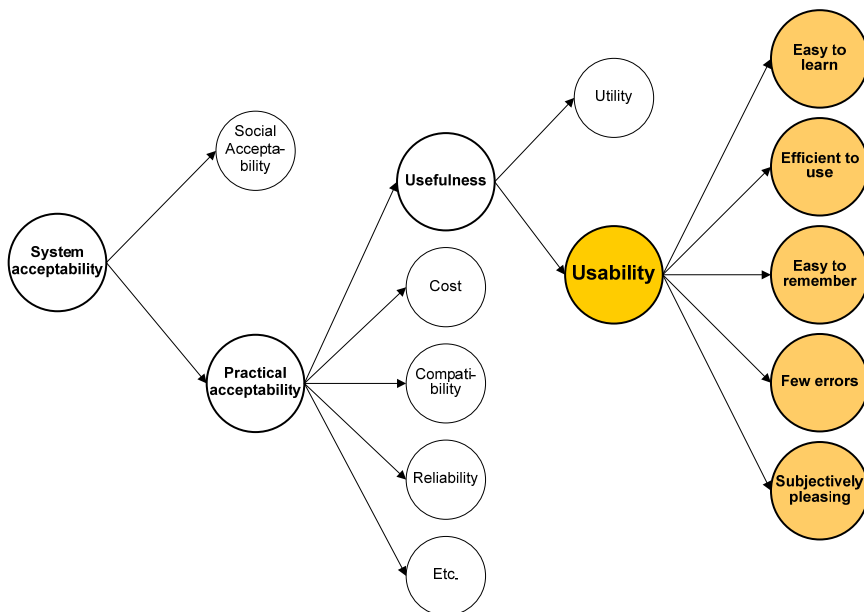 System
acceptability
Social
Accepta-
bility
Practical
acceptability
Usefulness
Cost
Compati-
bility
Reliability
Etc.
Utility
Usability
Easy to
learn
Efficient to
use
Easy to
remember
Few errors
Subjectively
pleasing